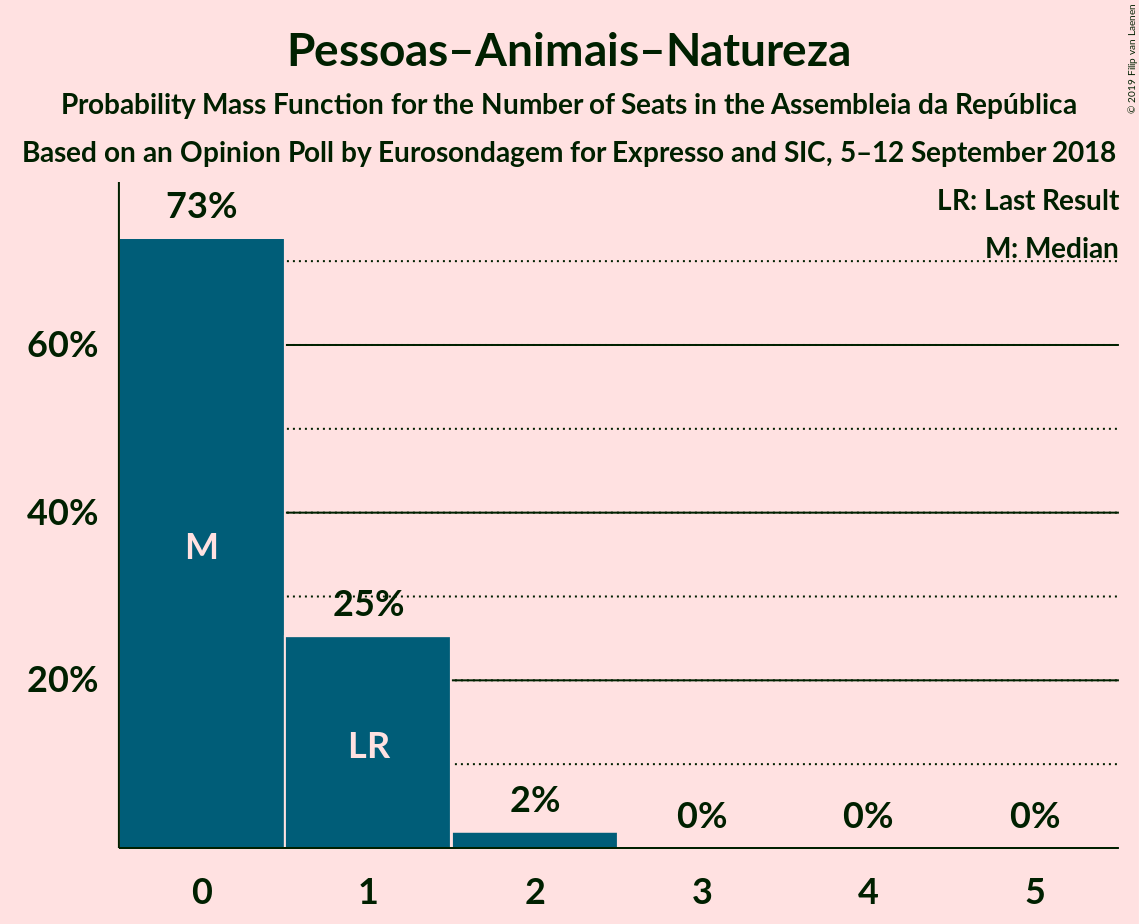 Pessoas–Animais–Natureza
Probability Mass Function for the Number of Seats in the Assembleia da República
Based on an Opinion Poll by Eurosondagem for Expresso and SIC, 5–12 September 2018
© 2019 Filip van Laenen
LR: Last Result
M: Median
73%
60%
40%
20%
M
25%
LR
2%
0%
0%
0%
0
1
2
3
4
5